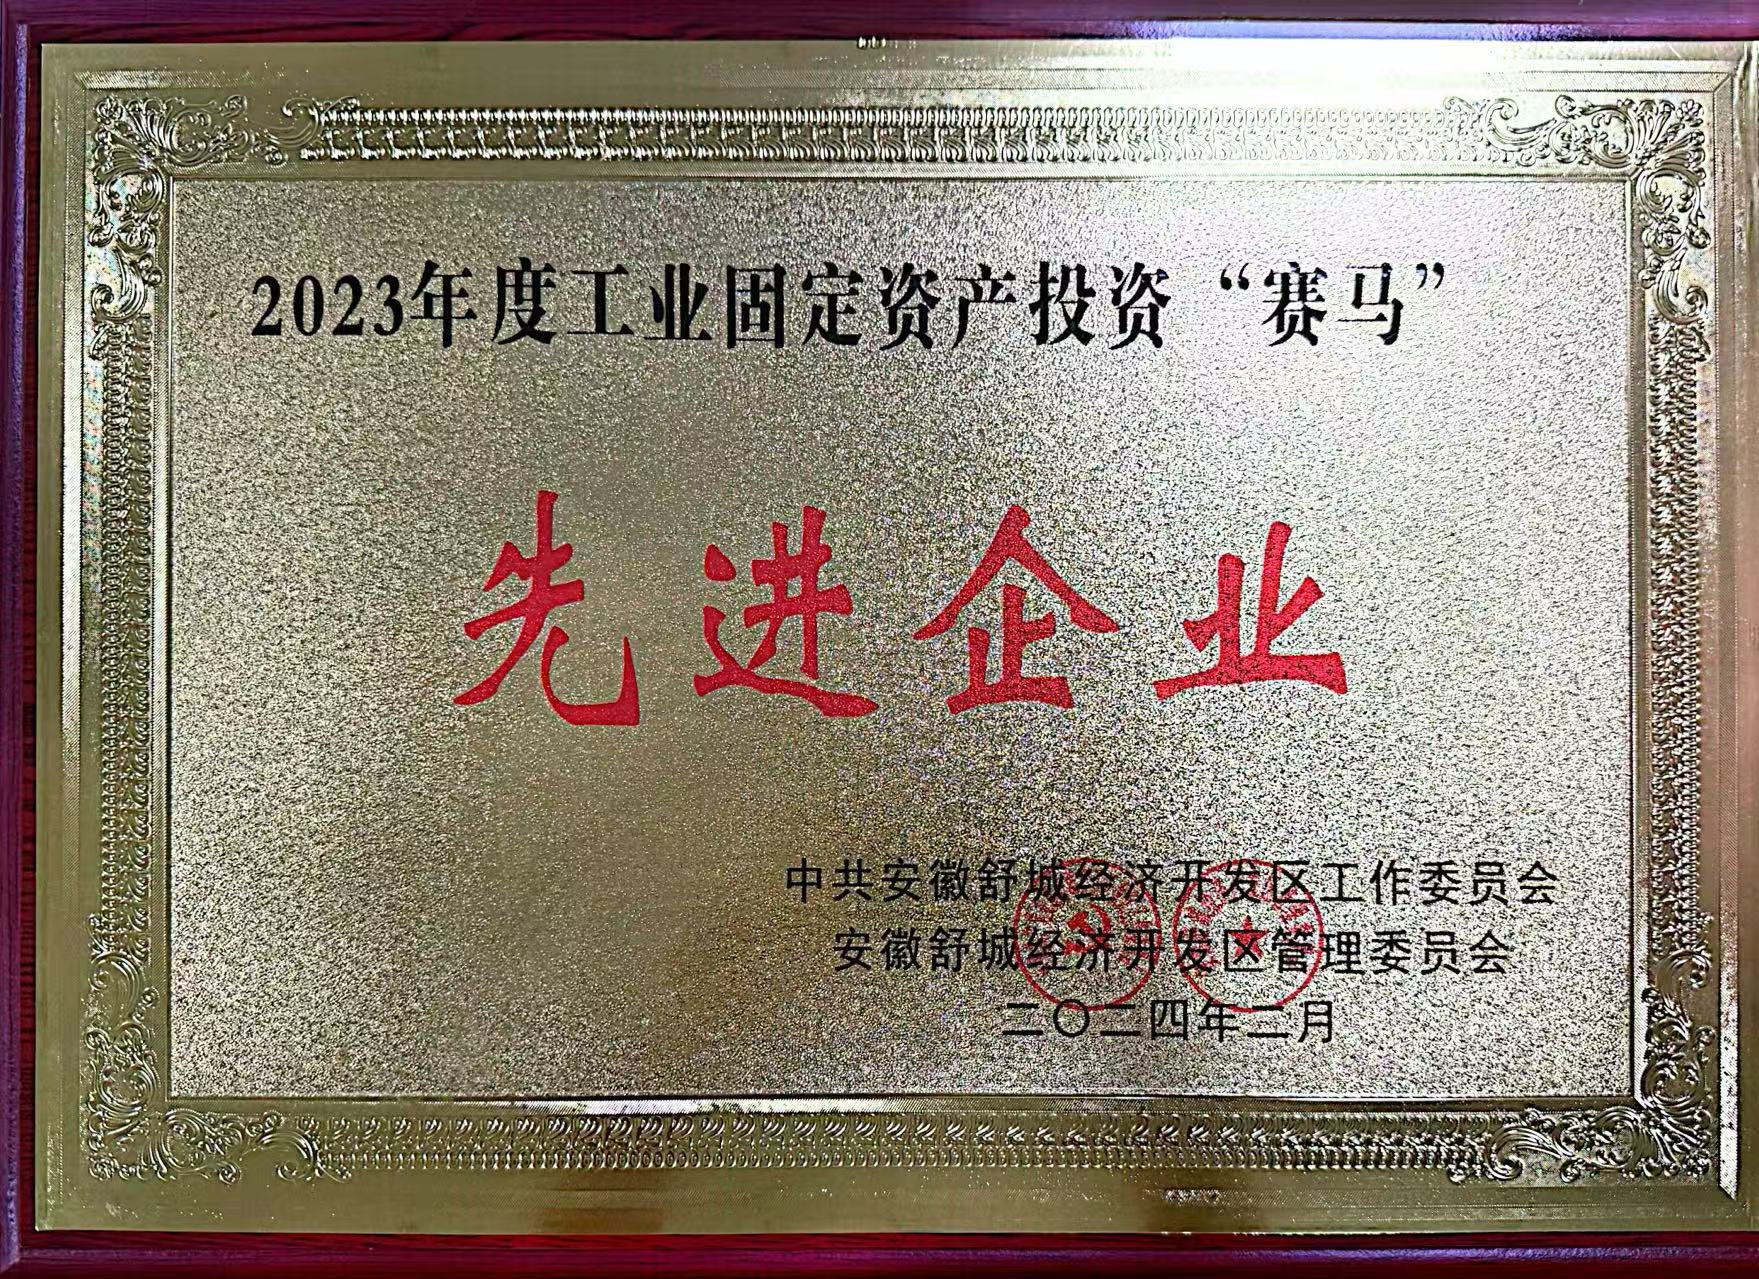 2023年度工业固定资产投资“赛马”
先进企业
中共安徽舒城经济开发区工作委员会
安徽舒城经济开发区管理委员会
二〇二四年二月